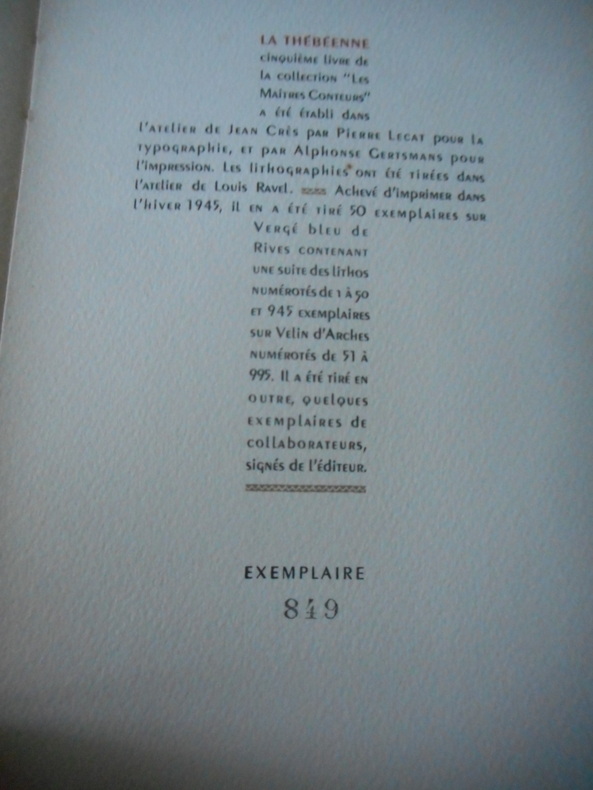 LA THÉBÉENNE
cinquième livre de
la collection "Les
Maîtres Conteurs"
a été établi dans
l'atelier de Jean Crès par Pierre Lecat pour la
typographie, et par Alphonse Gertsmans pour
l'impression. Les lithographies ont été tirées dans
l'atelier de Louis Ravel. Achevé d'imprimer dans
l'hiver 1945, il en a été tiré 50 exemplaires sur
Vergé bleu de
Rives contenant
une suite des lithos
numérotés de 1 à 50
et 945 exemplaires
sur Velin d'Arches
numérotés de 51 à
995. Il a été tiré en
outre, quelques
exemplaires de
collaborateurs,
signés de l'éditeur.
EXEMPLAIRE
849